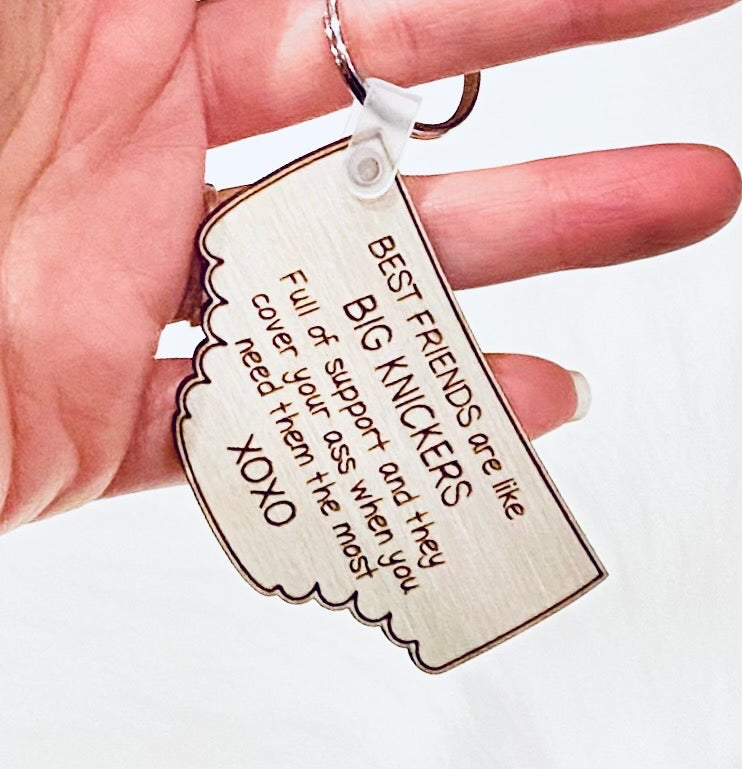 BEST FRIENDS are like
BIG KNICKERS
Full of support and they
cover your ass when you
need them the most
XOXO